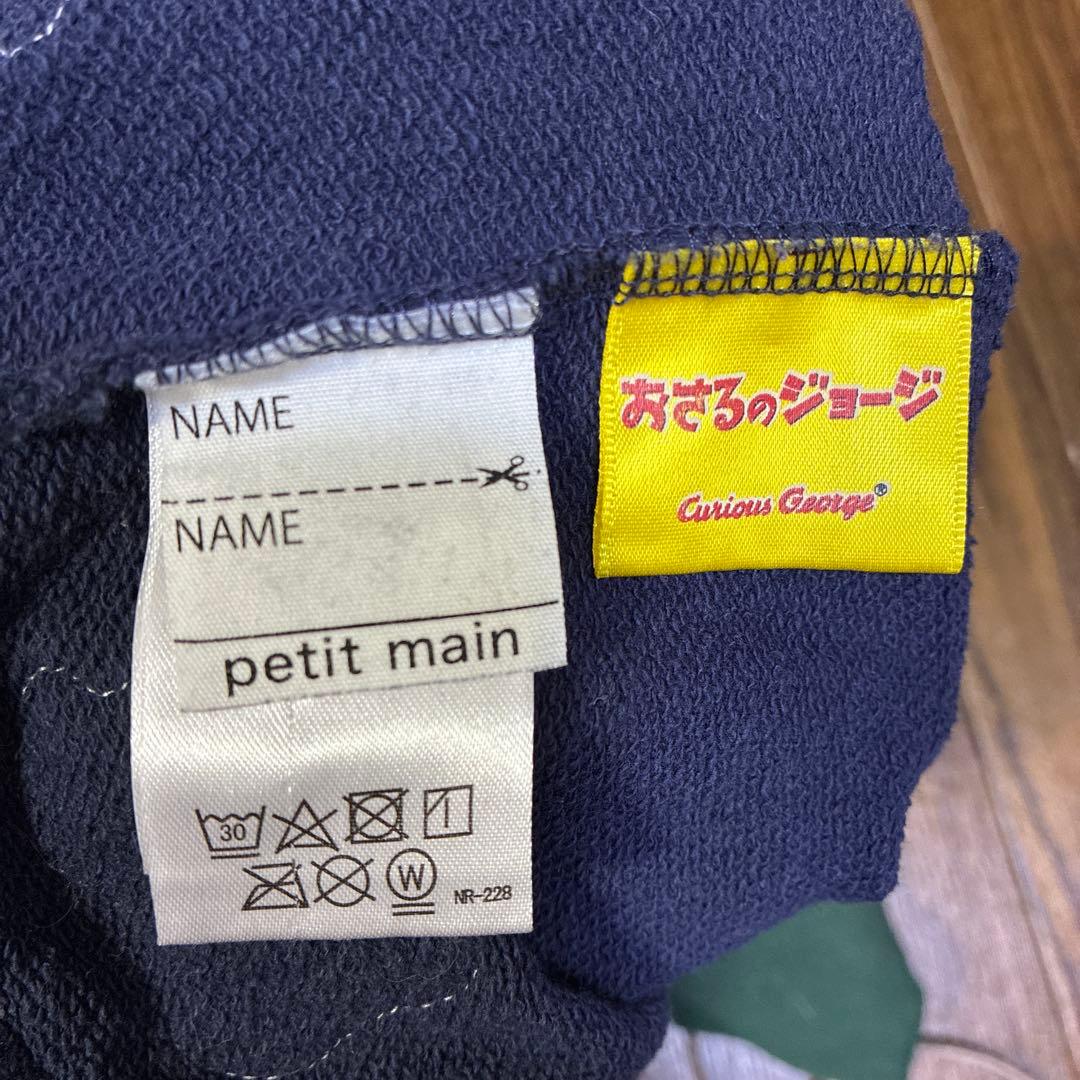 NAME
NAME
petit main
30
W
NR-228
おさるのジョージ
Curious George®